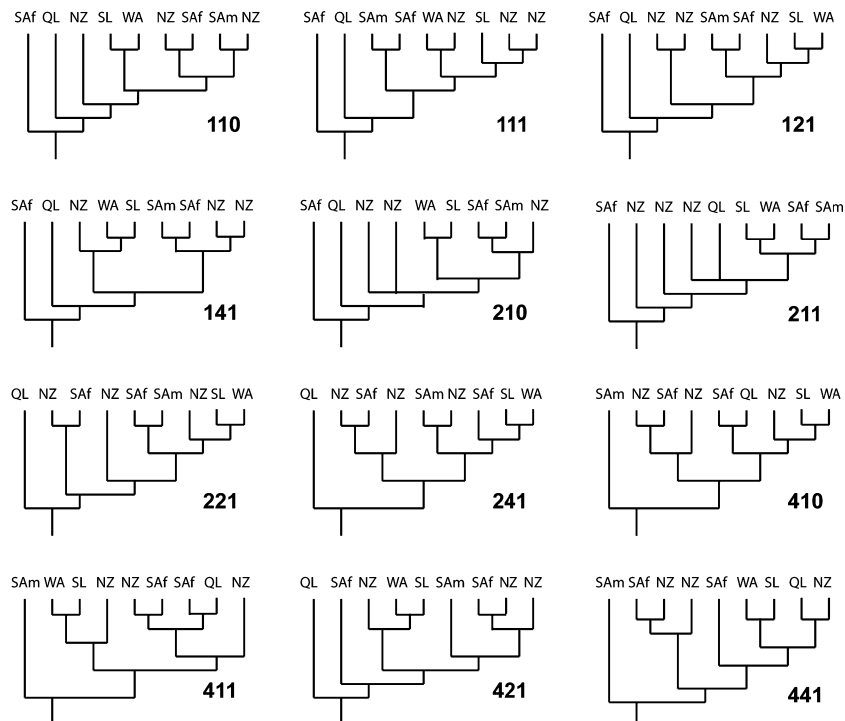 SAf QL NZ SL WA NZ SAf SAm NZ
110
SAf QL SAm SAf WA NZ SL NZ NZ
111
SAf QL NZ NZ SAm SAf NZ SL WA
121
SAf QL NZ WA SL SAm SAf NZ NZ
141
SAf QL NZ NZ WA SL SAf SAm NZ
210
SAf NZ NZ NZ QL SL WA SAf SAm
211
QL NZ SAf NZ SAf SAm NZ SL WA
221
QL NZ SAf NZ SAm NZ SAf SL WA
241
SAm NZ SAf NZ SAf QL NZ SL WA
410
SAm WA SL NZ NZ SAf SAf QL NZ
411
QL SAf NZ WA SL SAm SAf NZ NZ
421
SAm SAf NZ NZ SAf WA SL QL NZ
441